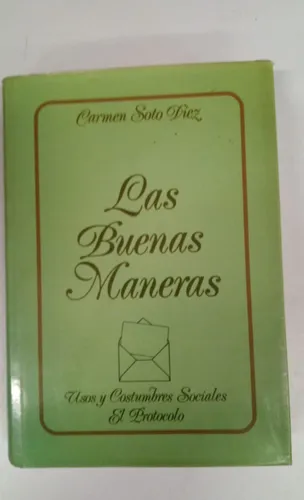 Carmen Soto Díez
Las
Buenas
Maneras
Usos y Costumbres Sociales
El Protocolo